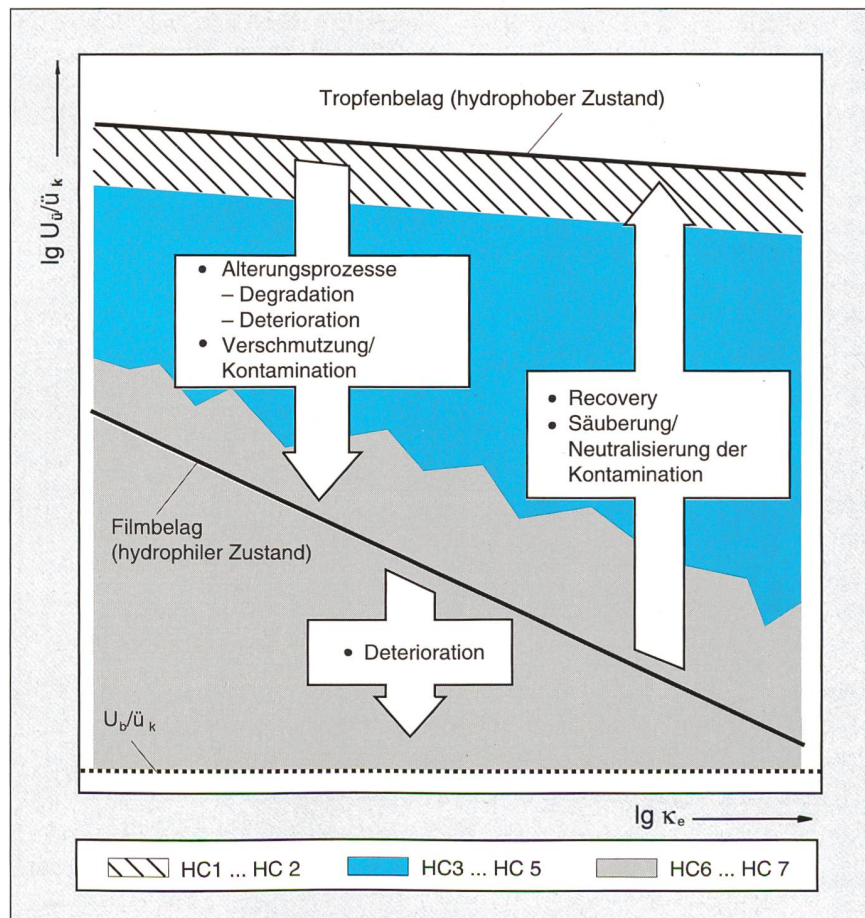 Tropfenbelag (hydrophober Zustand)
lg Uü/ü k
• Alterungsprozesse
– Degradation
– Deterioration
• Verschmutzung/
Kontamination
• Recovery
• Säuberung/
Neutralisierung der
Kontamination
Filmbelag
(hydrophiler Zustand)
• Deterioration
Ub/ü k
lg κe
HC1 ... HC 2
HC3 ... HC 5
HC6 ... HC 7